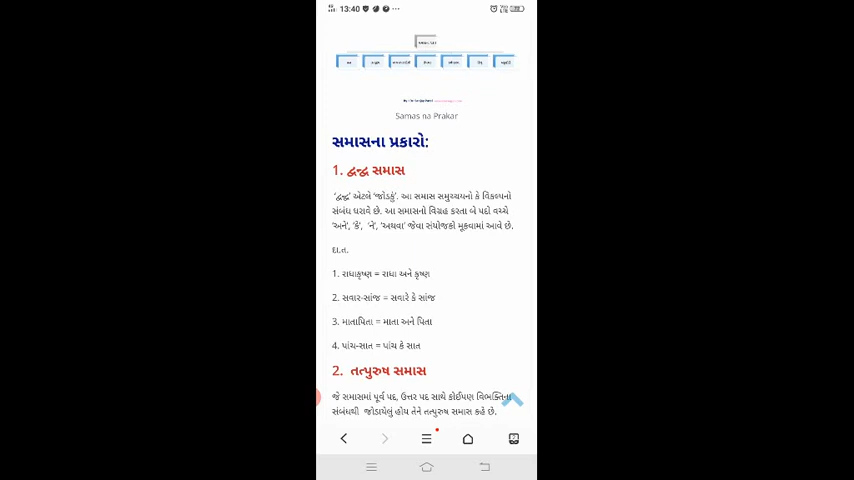 13:40
Samas na Prakar
સમાસના પ્રકારો:
1. દ્વન્દ્વ સમાસ
'દ્વન્દ્વ' એટલે 'જોડકું'. આ સમાસ સમુચ્ચયનો કે વિકલ્પનો
સંબંધ ધરાવે છે. આ સમાસનો વિગ્રહ કરતા બે પદો વચ્ચે
'અને', 'કે', 'ને', 'અથવા' જેવા સંયોજકો મૂકવામાં આવે છે.
દા.ત.
1. રાધાકૃષ્ણ = રાધા અને કૃષ્ણ
2. સવાર-સાંજ = સવારે કે સાંજ
3. માતાપિતા = માતા અને પિતા
4. પાંચ-સાત = પાંચ કે સાત
2. તત્પુરુષ સમાસ
જે સમાસમાં પૂર્વ પદ, ઉત્તર પદ સાથે કોઈપણ વિભક્તિના
સંબંધથી જોડાયેલું હોય તેને તત્પુરુષ સમાસ કહે છે.